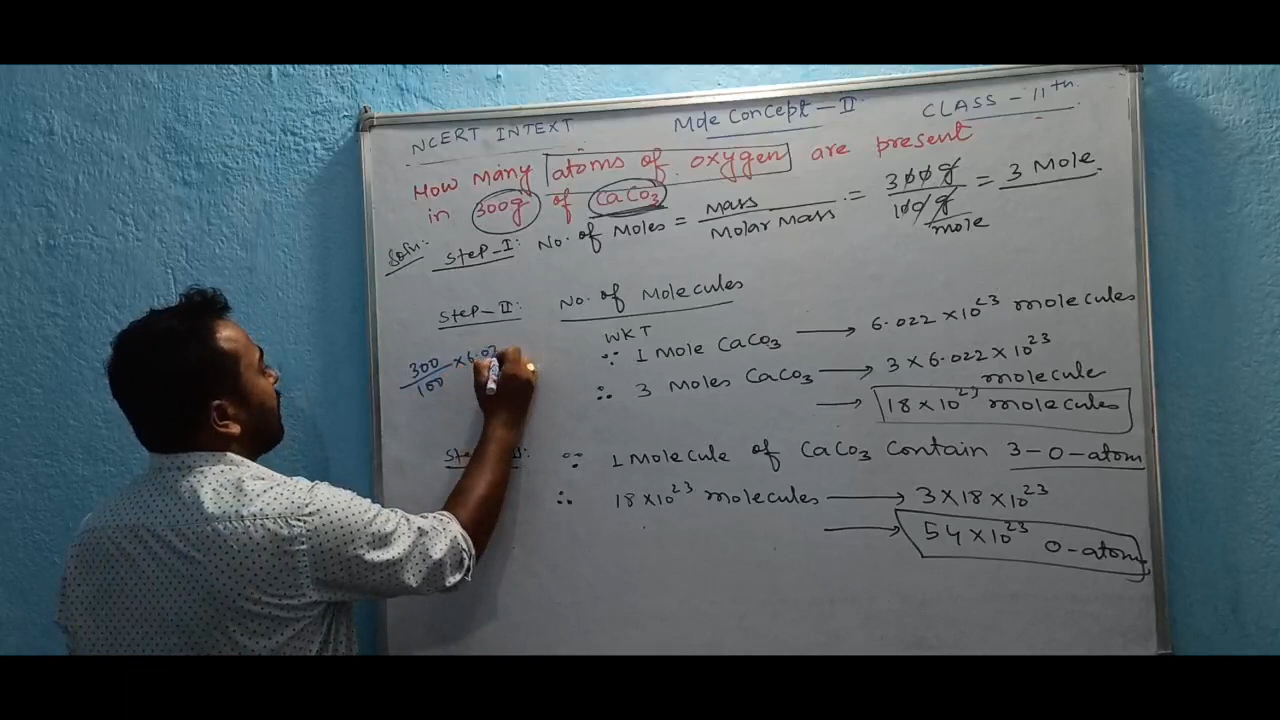 NCERT INTEXT
Mole Concept - II
CLASS - 11th
How many atoms of oxygen are present
in 300g of CaCO3
Soln:
Step-I: No. of Moles = Mass / Molar Mass = 300g / 100 g/mole = 3 Mole
Step-II: No. of Molecules
WKT
∵ 1 Mole CaCO3 → 6.022 × 10^23 molecules
300/100 × 6.02
∴ 3 Moles CaCO3 → 3 × 6.022 × 10^23 molecule
→ 18 × 10^23 molecules
∵ 1 Molecule of CaCO3 contain 3-O-atom
∴ 18×10^23 molecules → 3×18×10^23
→ 54×10^23 O-atom